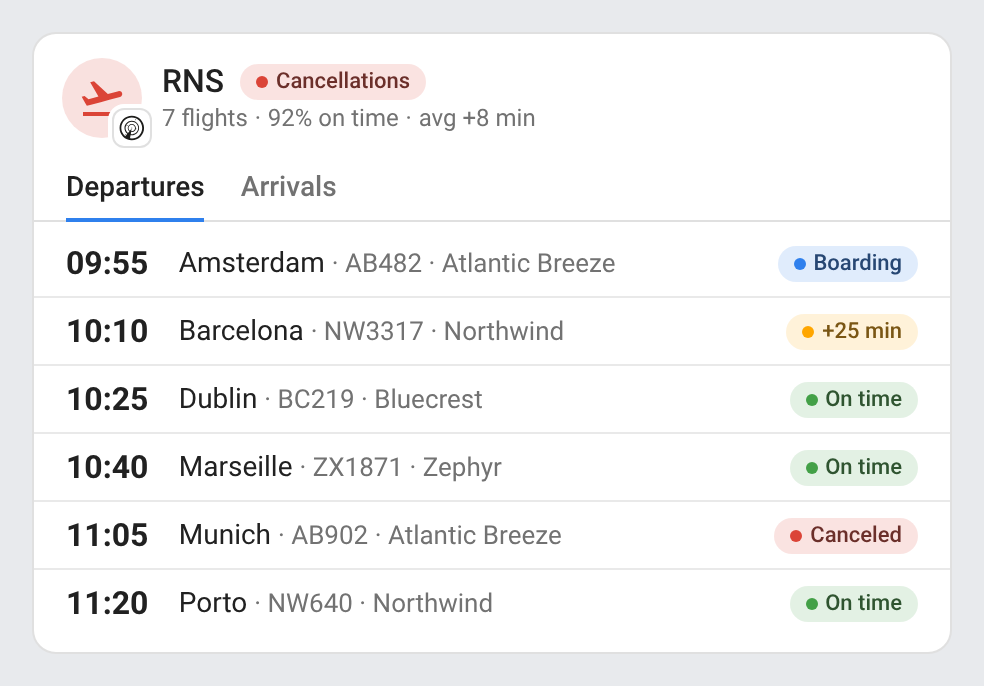 RNS Cancellations
7 flights · 92% on time · avg +8 min
Departures Arrivals
09:55 Amsterdam · AB482 · Atlantic Breeze Boarding
10:10 Barcelona · NW3317 · Northwind +25 min
10:25 Dublin · BC219 · Bluecrest On time
10:40 Marseille · ZX1871 · Zephyr On time
11:05 Munich · AB902 · Atlantic Breeze Canceled
11:20 Porto · NW640 · Northwind On time